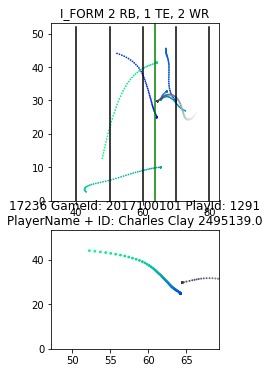 I_FORM 2 RB, 1 TE, 2 WR
50
40
30
20
10
0
40 60 80
17236 GameId: 2017100101 PlayId: 1291
PlayerName + ID: Charles Clay 2495139.0
40
20
0
50 55 60 65